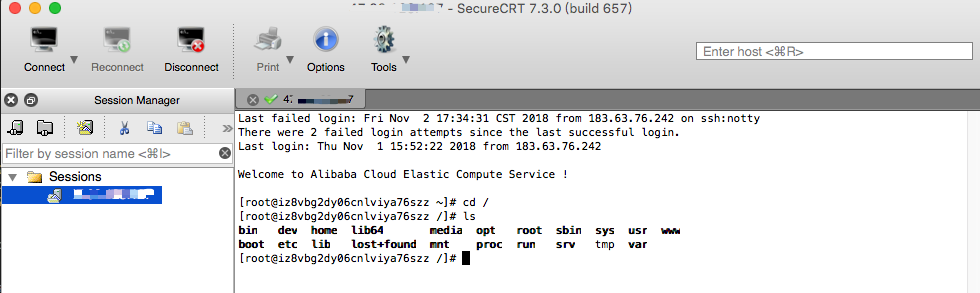 - SecureCRT 7.3.0 (build 657)
Connect Reconnect Disconnect Print Options Tools
Enter host <⌘R>
Session Manager
Filter by session name <⌘I>
Sessions
Last failed login: Fri Nov  2 17:34:31 CST 2018 from 183.63.76.242 on ssh:notty
There were 2 failed login attempts since the last successful login.
Last login: Thu Nov  1 15:52:22 2018 from 183.63.76.242
Welcome to Alibaba Cloud Elastic Compute Service !
[root@iz8vbg2dy06cnlviya76szz ~]# cd /
[root@iz8vbg2dy06cnlviya76szz /]# ls
bin dev home lib64 media opt root sbin sys usr www
boot etc lib lost+found mnt proc run srv tmp var
[root@iz8vbg2dy06cnlviya76szz /]#